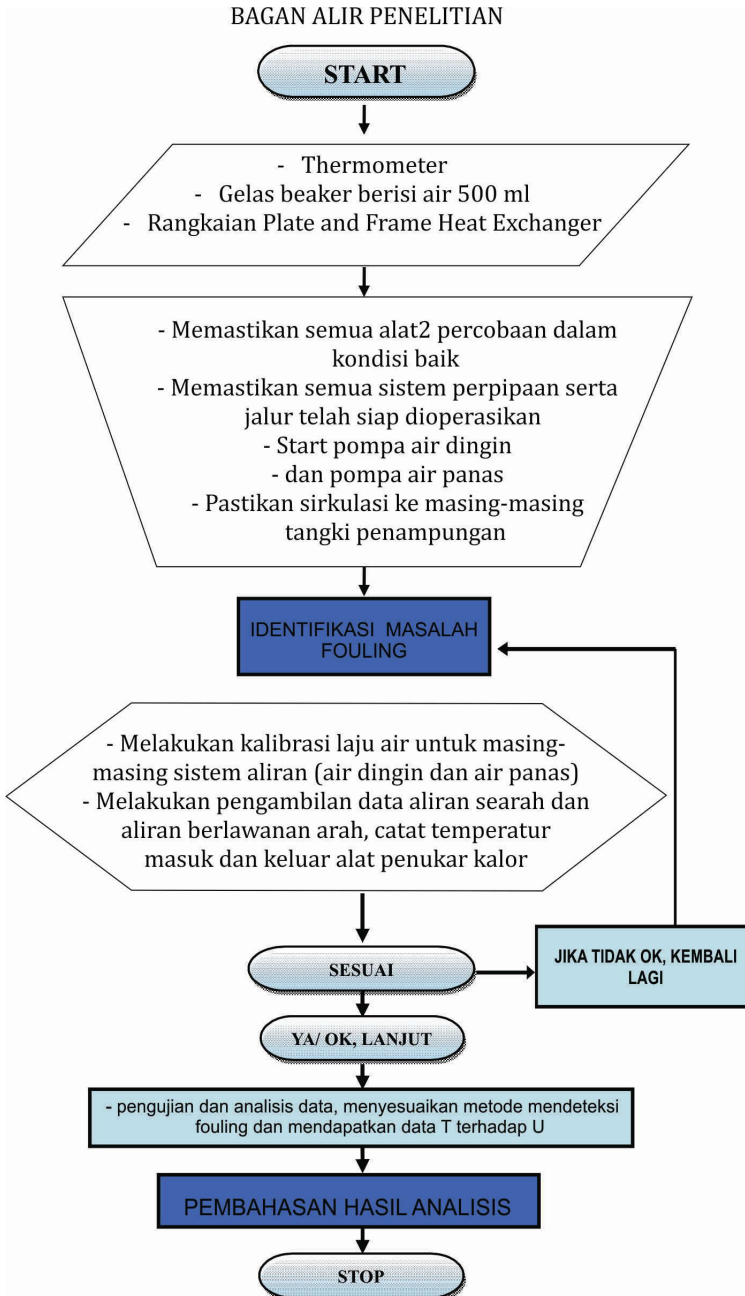 BAGAN ALIR PENELITIAN
START
- Thermometer
- Gelas beaker berisi air 500 ml
- Rangkaian Plate and Frame Heat Exchanger
- Memastikan semua alat2 percobaan dalam
kondisi baik
- Memastikan semua sistem perpipaan serta
jalur telah siap dioperasikan
- Start pompa air dingin
- dan pompa air panas
- Pastikan sirkulasi ke masing-masing
tangki penampungan
IDENTIFIKASI MASALAH
FOULING
- Melakukan kalibrasi laju air untuk masing-
masing sistem aliran (air dingin dan air panas)
- Melakukan pengambilan data aliran searah dan
aliran berlawanan arah, catat temperatur
masuk dan keluar alat penukar kalor
SESUAI
JIKA TIDAK OK, KEMBALI
LAGI
YA/ OK, LANJUT
- pengujian dan analisis data, menyesuaikan metode mendeteksi
fouling dan mendapatkan data T terhadap U
PEMBAHASAN HASIL ANALISIS
STOP